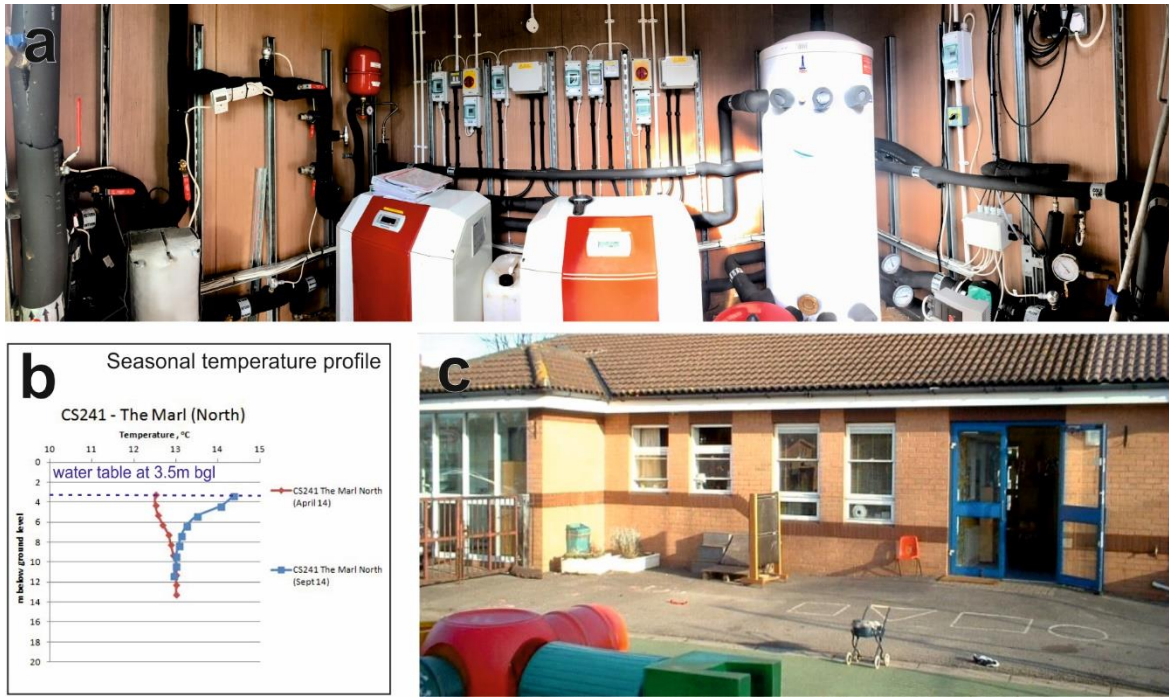 a
b
Seasonal temperature profile
CS241 - The Marl (North)
Temperature, °C
10 11 12 13 14 15
0
water table at 3.5m bgl
2
4
6
8
10
12
14
16
18
20
m below ground level
CS241 The Marl North
(April 14)
CS241 The Marl North
(Sept 14)
c